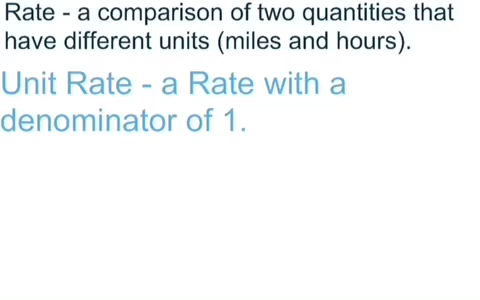 Rate - a comparison of two quantities that
have different units (miles and hours).
Unit Rate - a Rate with a
denominator of 1.